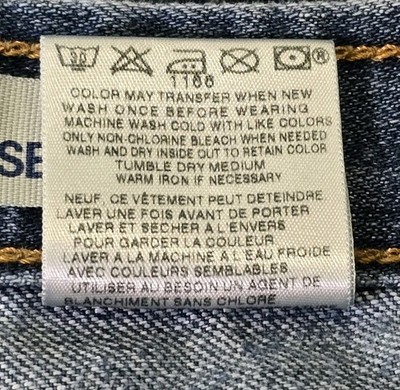 30
®
1166
COLOR MAY TRANSFER WHEN NEW
WASH ONCE BEFORE WEARING
MACHINE WASH COLD WITH LIKE COLORS
ONLY NON-CHLORINE BLEACH WHEN NEEDED
WASH AND DRY INSIDE OUT TO RETAIN COLOR
TUMBLE DRY MEDIUM
WARM IRON IF NECESSARY
NEUF, CE VÊTEMENT PEUT DETEINDRE
LAVER UNE FOIS AVANT DE PORTER
LAVER ET SÉCHER A L'ENVERS
POUR GARDER LA COULEUR
LAVER A LA MACHINE A L'EAU FROIDE
AVEC COULEURS SEMBLABLES
UTILISER AU BESOIN UN AGENT DE
BLANCHIMENT SANS CHLORE
SE